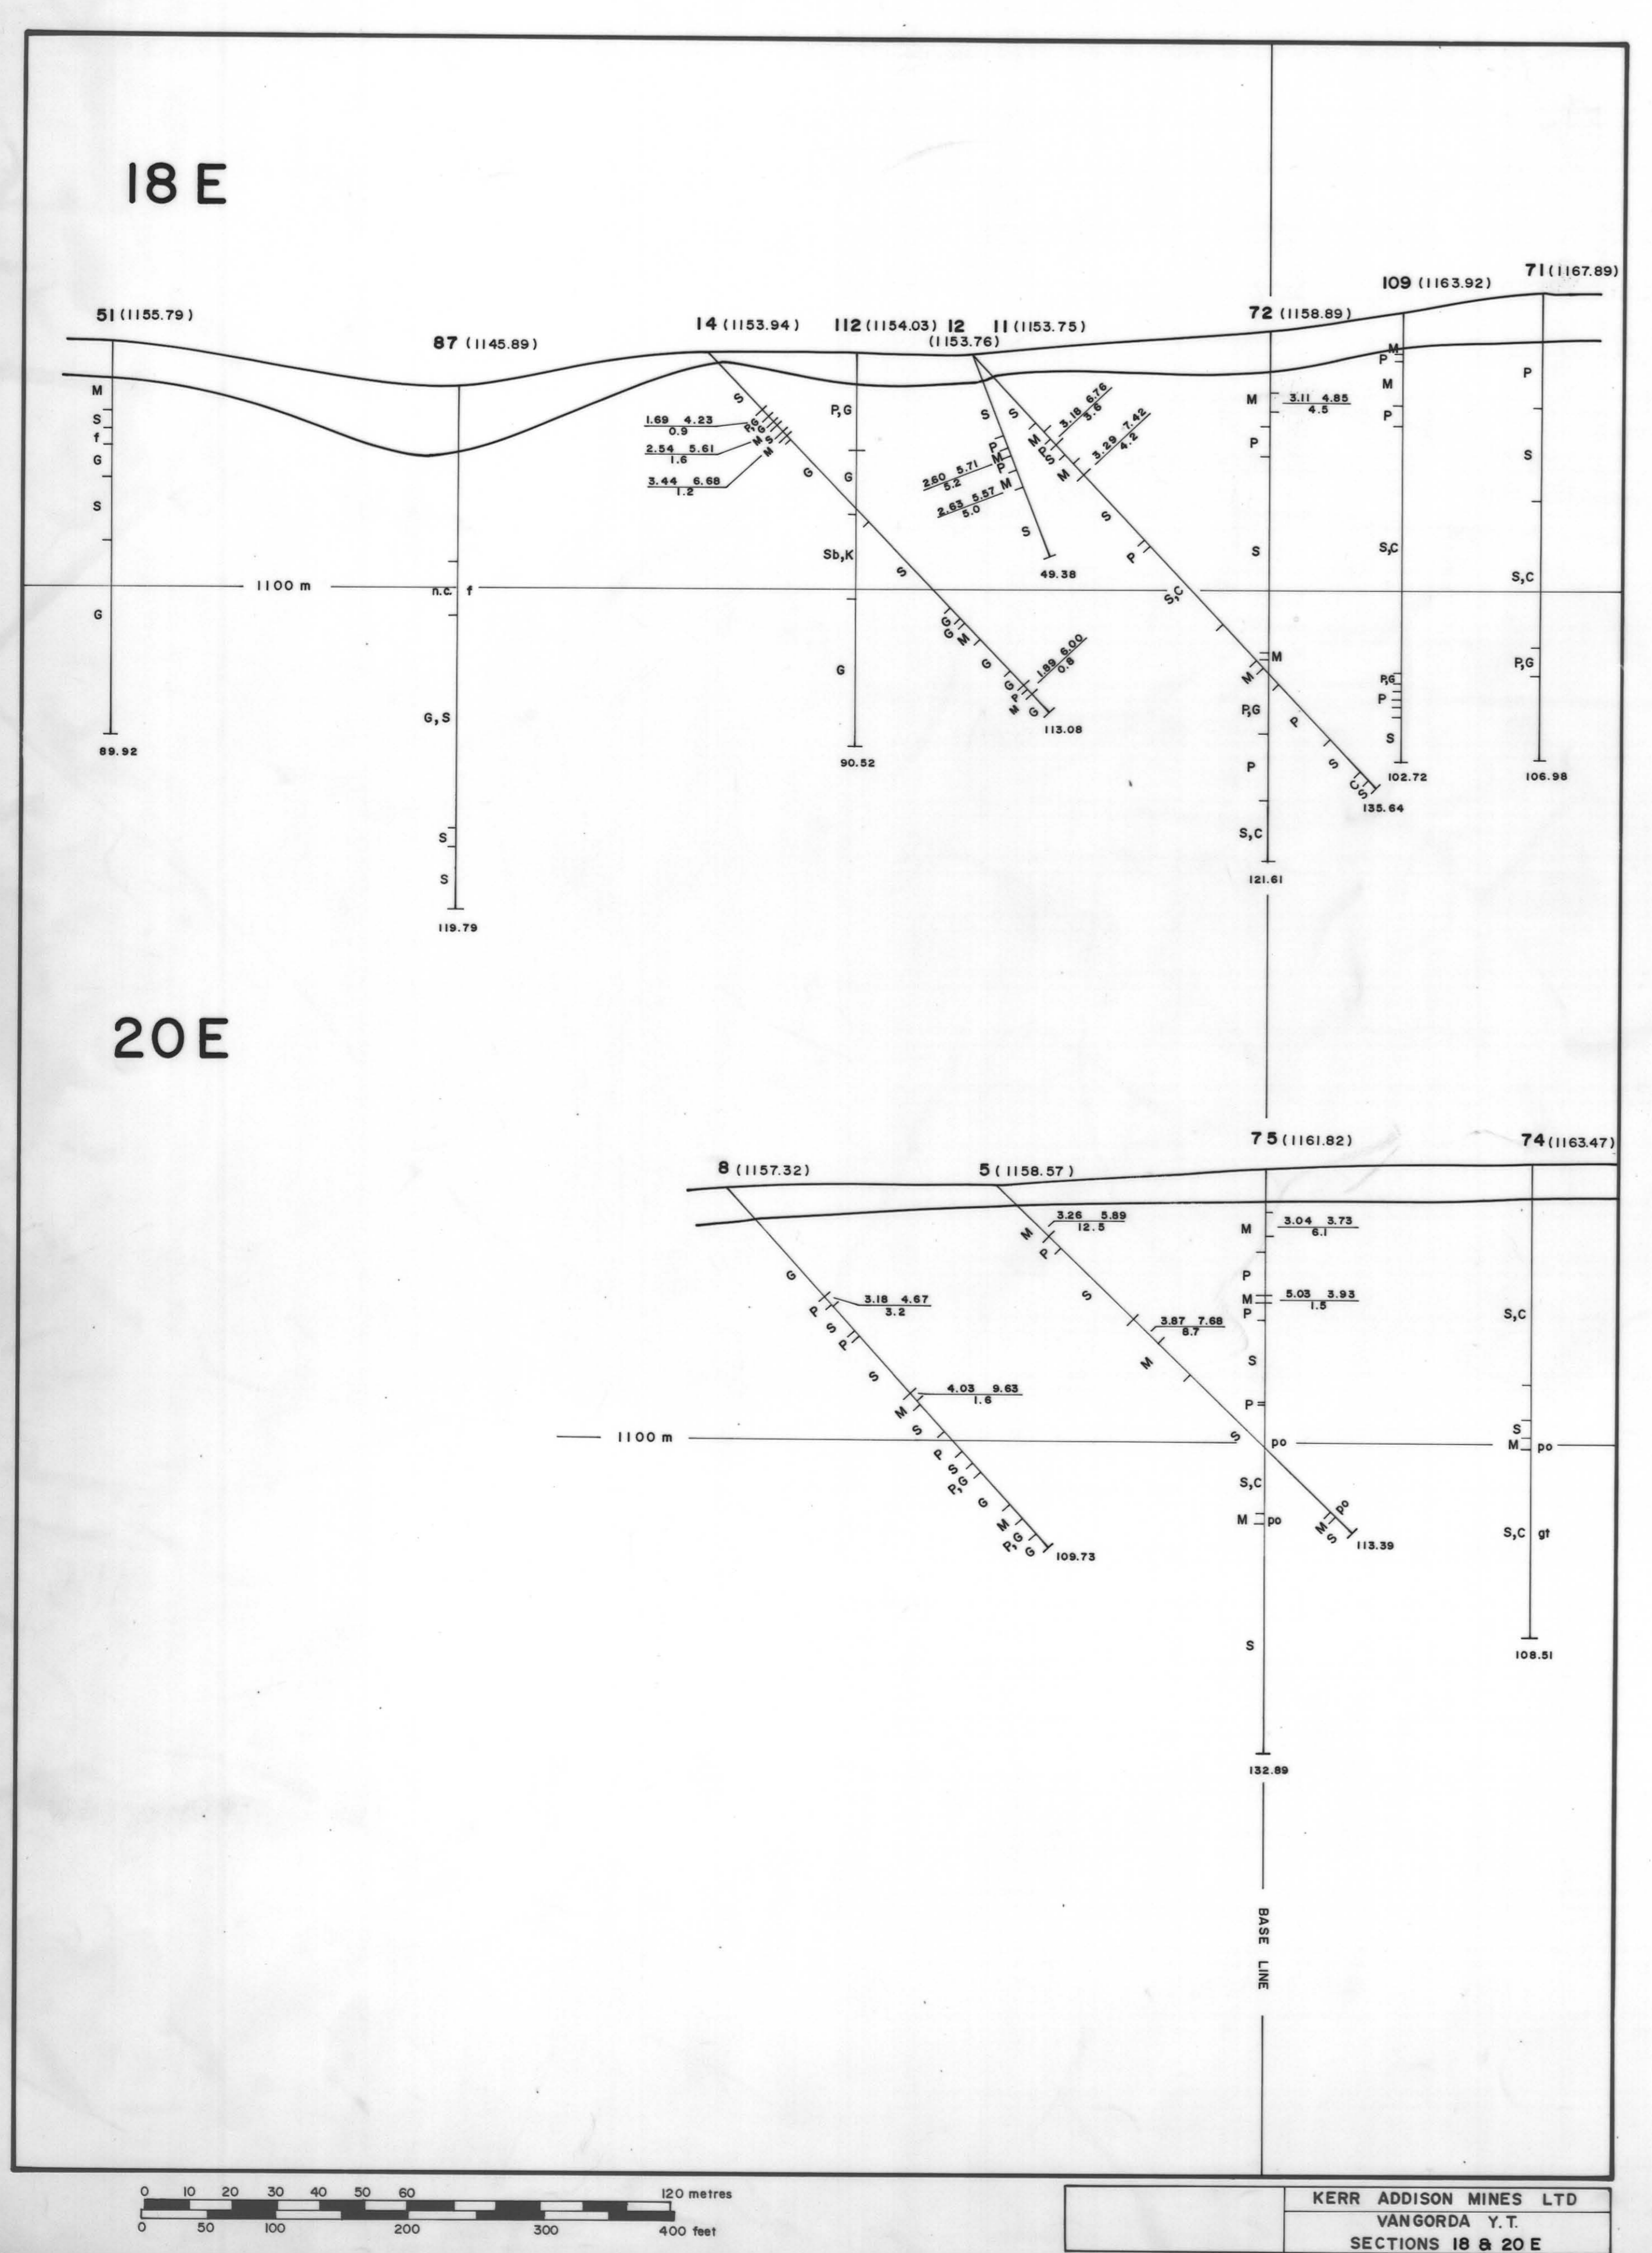 18 E
51 (1155.79)
87 (1145.89)
14 (1153.94)
112 (1154.03)
12
(1153.76)
11 (1153.75)
72 (1158.89)
109 (1163.92)
71 (1167.89)
M
S
f
G
S
G
89.92
1100 m
n.c. f
G,S
S
S
119.79
S
1.69 4.23
0.9
2.54 5.61
1.6
3.44 6.68
1.2
P,G
G
M
S
M
G
S
G
G
M
G
G
P
M
G
1.89 6.00
0.8
113.08
P,G
G
Sb,K
G
90.52
S
P
M
P
M
S
2.60 5.71
5.2
2.63 5.57
5.0
49.38
S
M
P
S
M
3.18 6.76
3.6
3.29 7.42
4.2
S
P
S,C
M
P
S
C
S
135.64
M
3.11 4.85
4.5
P
S
M
P,G
P
S,C
121.61
M
P
M
P
S,C
P,G
P
S
102.72
P
S
S,C
P,G
106.98
20 E
8 (1157.32)
5 (1158.57)
75 (1161.82)
74 (1163.47)
G
P
S
P
S
M
S
P
S
P,G
G
M
P,G
G
3.18 4.67
3.2
4.03 9.63
1.6
109.73
M
P
S
M
S
M po
S
3.26 5.89
12.5
3.87 7.68
8.7
113.39
1100 m
M
3.04 3.73
6.1
P
M
5.03 3.93
1.5
P
S
P
po
S,C
M po
S
132.89
S,C
S
M po
S,C gt
108.51
BASE LINE
0 10 20 30 40 50 60 120 metres
0 50 100 200 300 400 feet
KERR ADDISON MINES LTD
VANGORDA Y.T.
SECTIONS 18 & 20 E